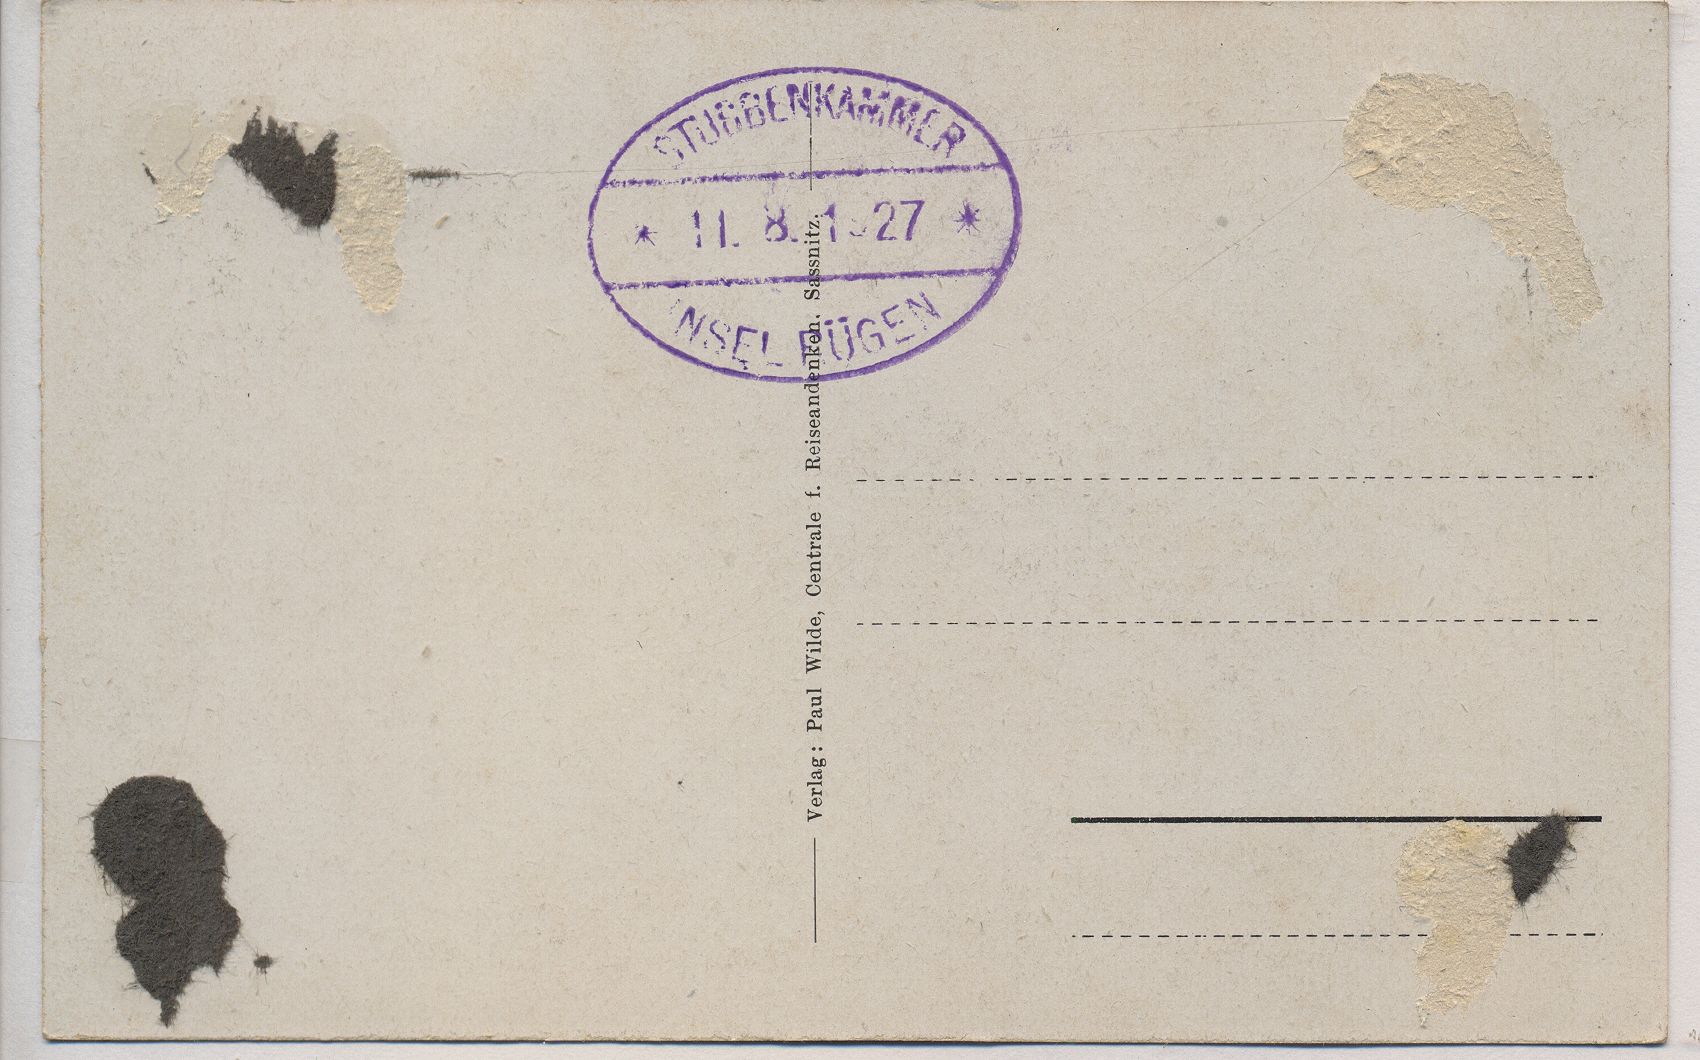 STUBBENKAMMER
* 11. 8. 1927 *
INSEL RÜGEN
Verlag: Paul Wilde, Centrale f. Reiseandenken. Sassnitz.